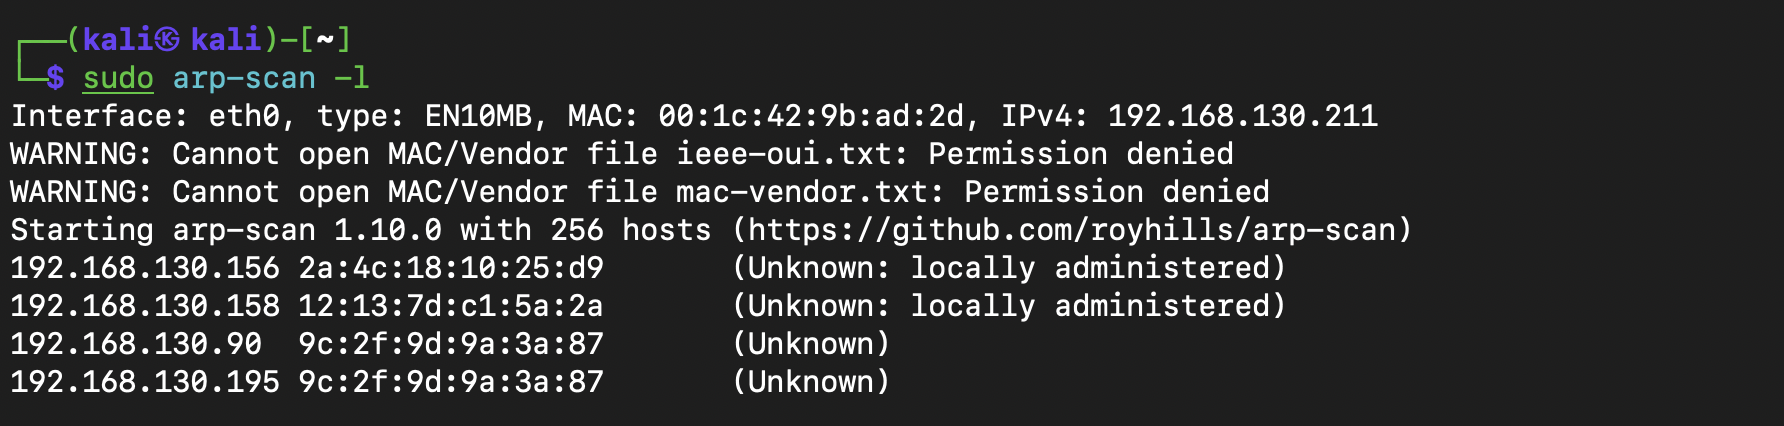 ┌──(kali㉿kali)-[~]
└─$ sudo arp-scan -l
Interface: eth0, type: EN10MB, MAC: 00:1c:42:9b:ad:2d, IPv4: 192.168.130.211
WARNING: Cannot open MAC/Vendor file ieee-oui.txt: Permission denied
WARNING: Cannot open MAC/Vendor file mac-vendor.txt: Permission denied
Starting arp-scan 1.10.0 with 256 hosts (https://github.com/royhills/arp-scan)
192.168.130.156 2a:4c:18:10:25:d9       (Unknown: locally administered)
192.168.130.158 12:13:7d:c1:5a:2a       (Unknown: locally administered)
192.168.130.90  9c:2f:9d:9a:3a:87       (Unknown)
192.168.130.195 9c:2f:9d:9a:3a:87       (Unknown)